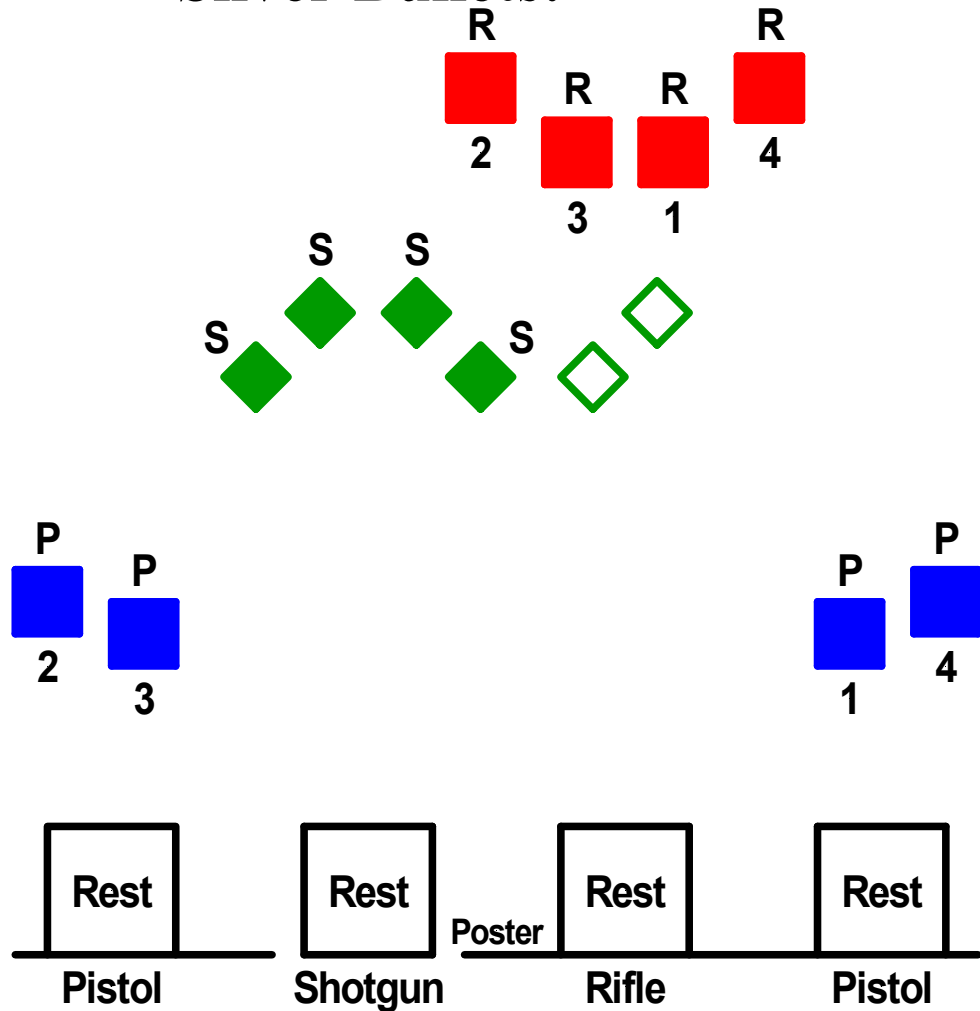 R R
R R
2 4
3 1
S S
S S
P P
P P
2 4
3 1
Rest Rest Rest Rest
Poster
Pistol Shotgun Rifle Pistol